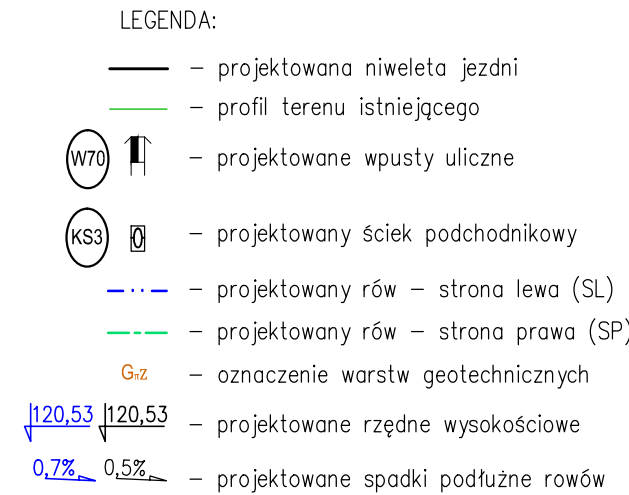 LEGENDA:
– projektowana niweleta jezdni
– profil terenu istniejącego
W70 – projektowane wpusty uliczne
KS3 – projektowany ściek podchodnikowy
– projektowany rów – strona lewa (SL)
– projektowany rów – strona prawa (SP)
GπZ – oznaczenie warstw geotechnicznych
120,53 120,53 – projektowane rzędne wysokościowe
0,7% 0,5% – projektowane spadki podłużne rowów